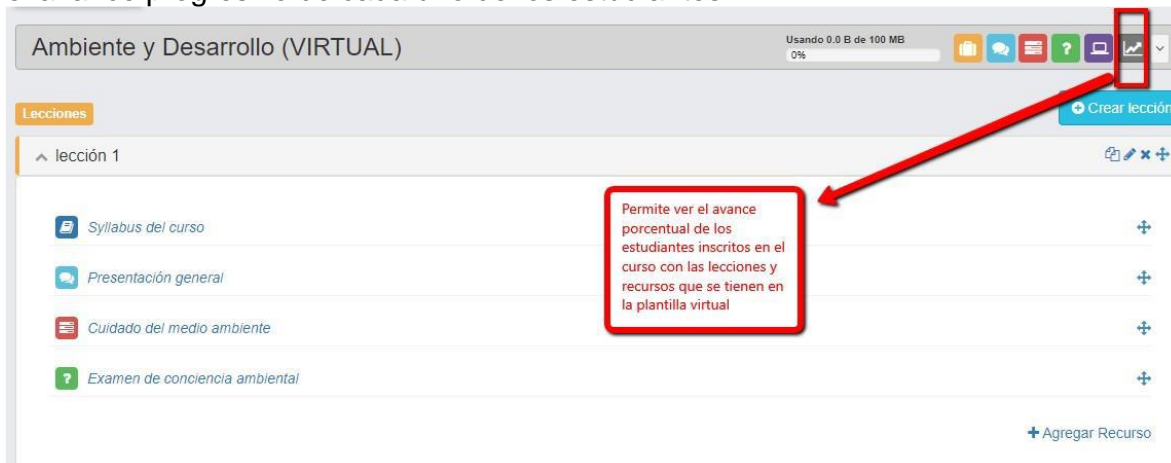 Ambiente y Desarrollo (VIRTUAL)
Usando 0.0 B de 100 MB
0%
Lecciones
Crear lección
lección 1
Syllabus del curso
Presentación general
Cuidado del medio ambiente
Examen de conciencia ambiental
Permite ver el avance
porcentual de los
estudiantes inscritos en el
curso con las lecciones y
recursos que se tienen en
la plantilla virtual
Agregar Recurso